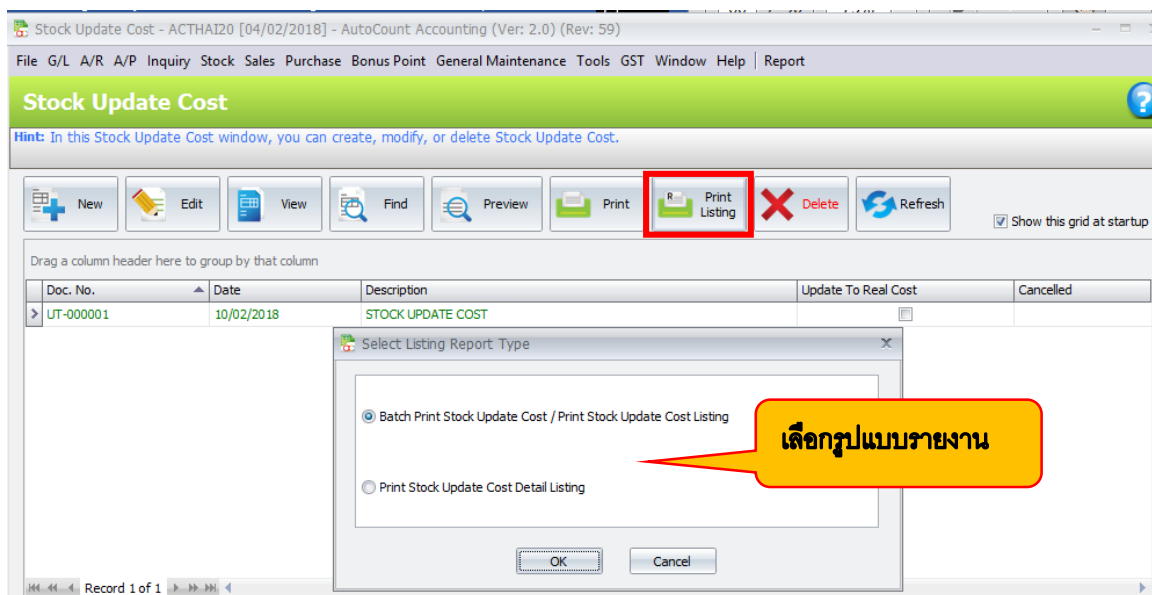 Stock Update Cost - ACTHAI20 [04/02/2018] - AutoCount Accounting (Ver: 2.0) (Rev: 59)
File G/L A/R A/P Inquiry Stock Sales Purchase Bonus Point General Maintenance Tools GST Window Help Report
Stock Update Cost
Hint: In this Stock Update Cost window, you can create, modify, or delete Stock Update Cost.
New Edit View Find Preview Print Print Listing Delete Refresh
Show this grid at startup
Drag a column header here to group by that column
Doc. No. Date Description Update To Real Cost Cancelled
UT-000001 10/02/2018 STOCK UPDATE COST
Select Listing Report Type
Batch Print Stock Update Cost / Print Stock Update Cost Listing
เลือกรูปแบบรายงาน
Print Stock Update Cost Detail Listing
OK Cancel
Record 1 of 1